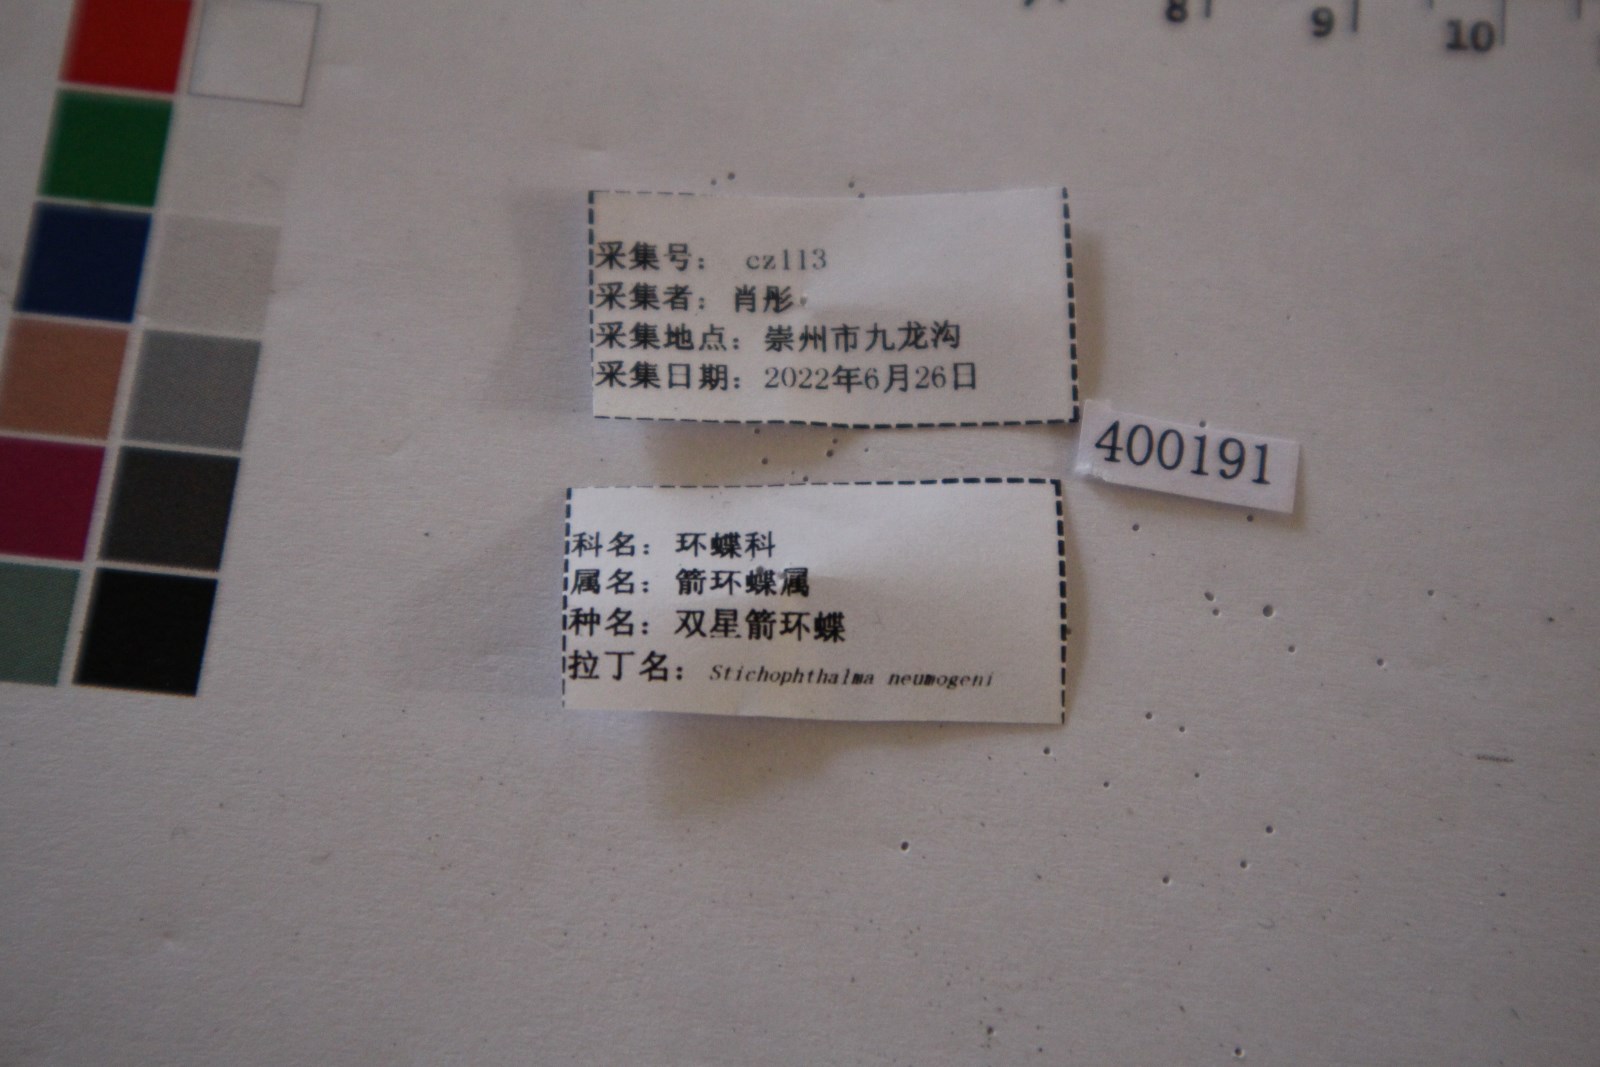 8 9 10
采集号： cz113
采集者：肖彤
采集地点：崇州市九龙沟
采集日期：2022年6月26日
400191
科名：环蝶科
属名：箭环蝶属
种名：双星箭环蝶
拉丁名：Stichophthalma neumogeni